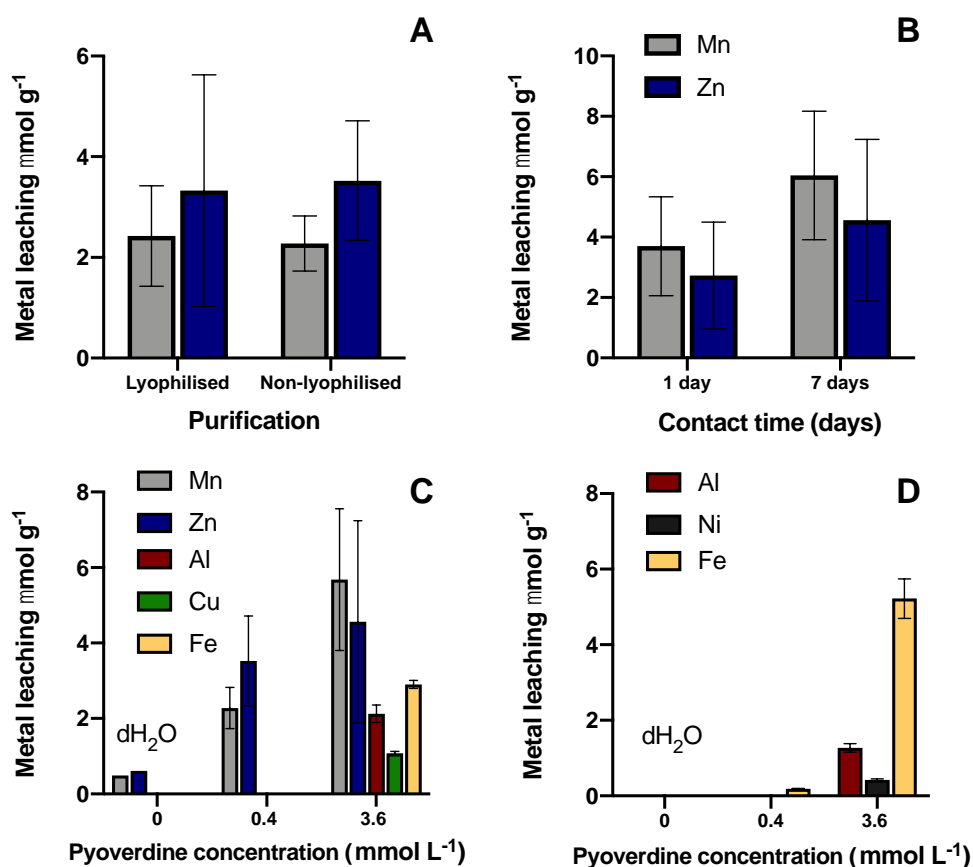 A
Metal leaching mmol g-1
6
4
2
0
Lyophilised Non-lyophilised
Purification
B
Mn
Zn
Metal leaching mmol g-1
10
8
6
4
2
0
1 day 7 days
Contact time (days)
C
Mn
Zn
Al
Cu
Fe
Metal leaching mmol g-1
8
6
4
2
0
dH2O
0 0.4 3.6
Pyoverdine concentration (mmol L-1)
D
Al
Ni
Fe
Metal leaching mmol g-1
8
6
4
2
0
dH2O
0 0.4 3.6
Pyoverdine concentration (mmol L-1)